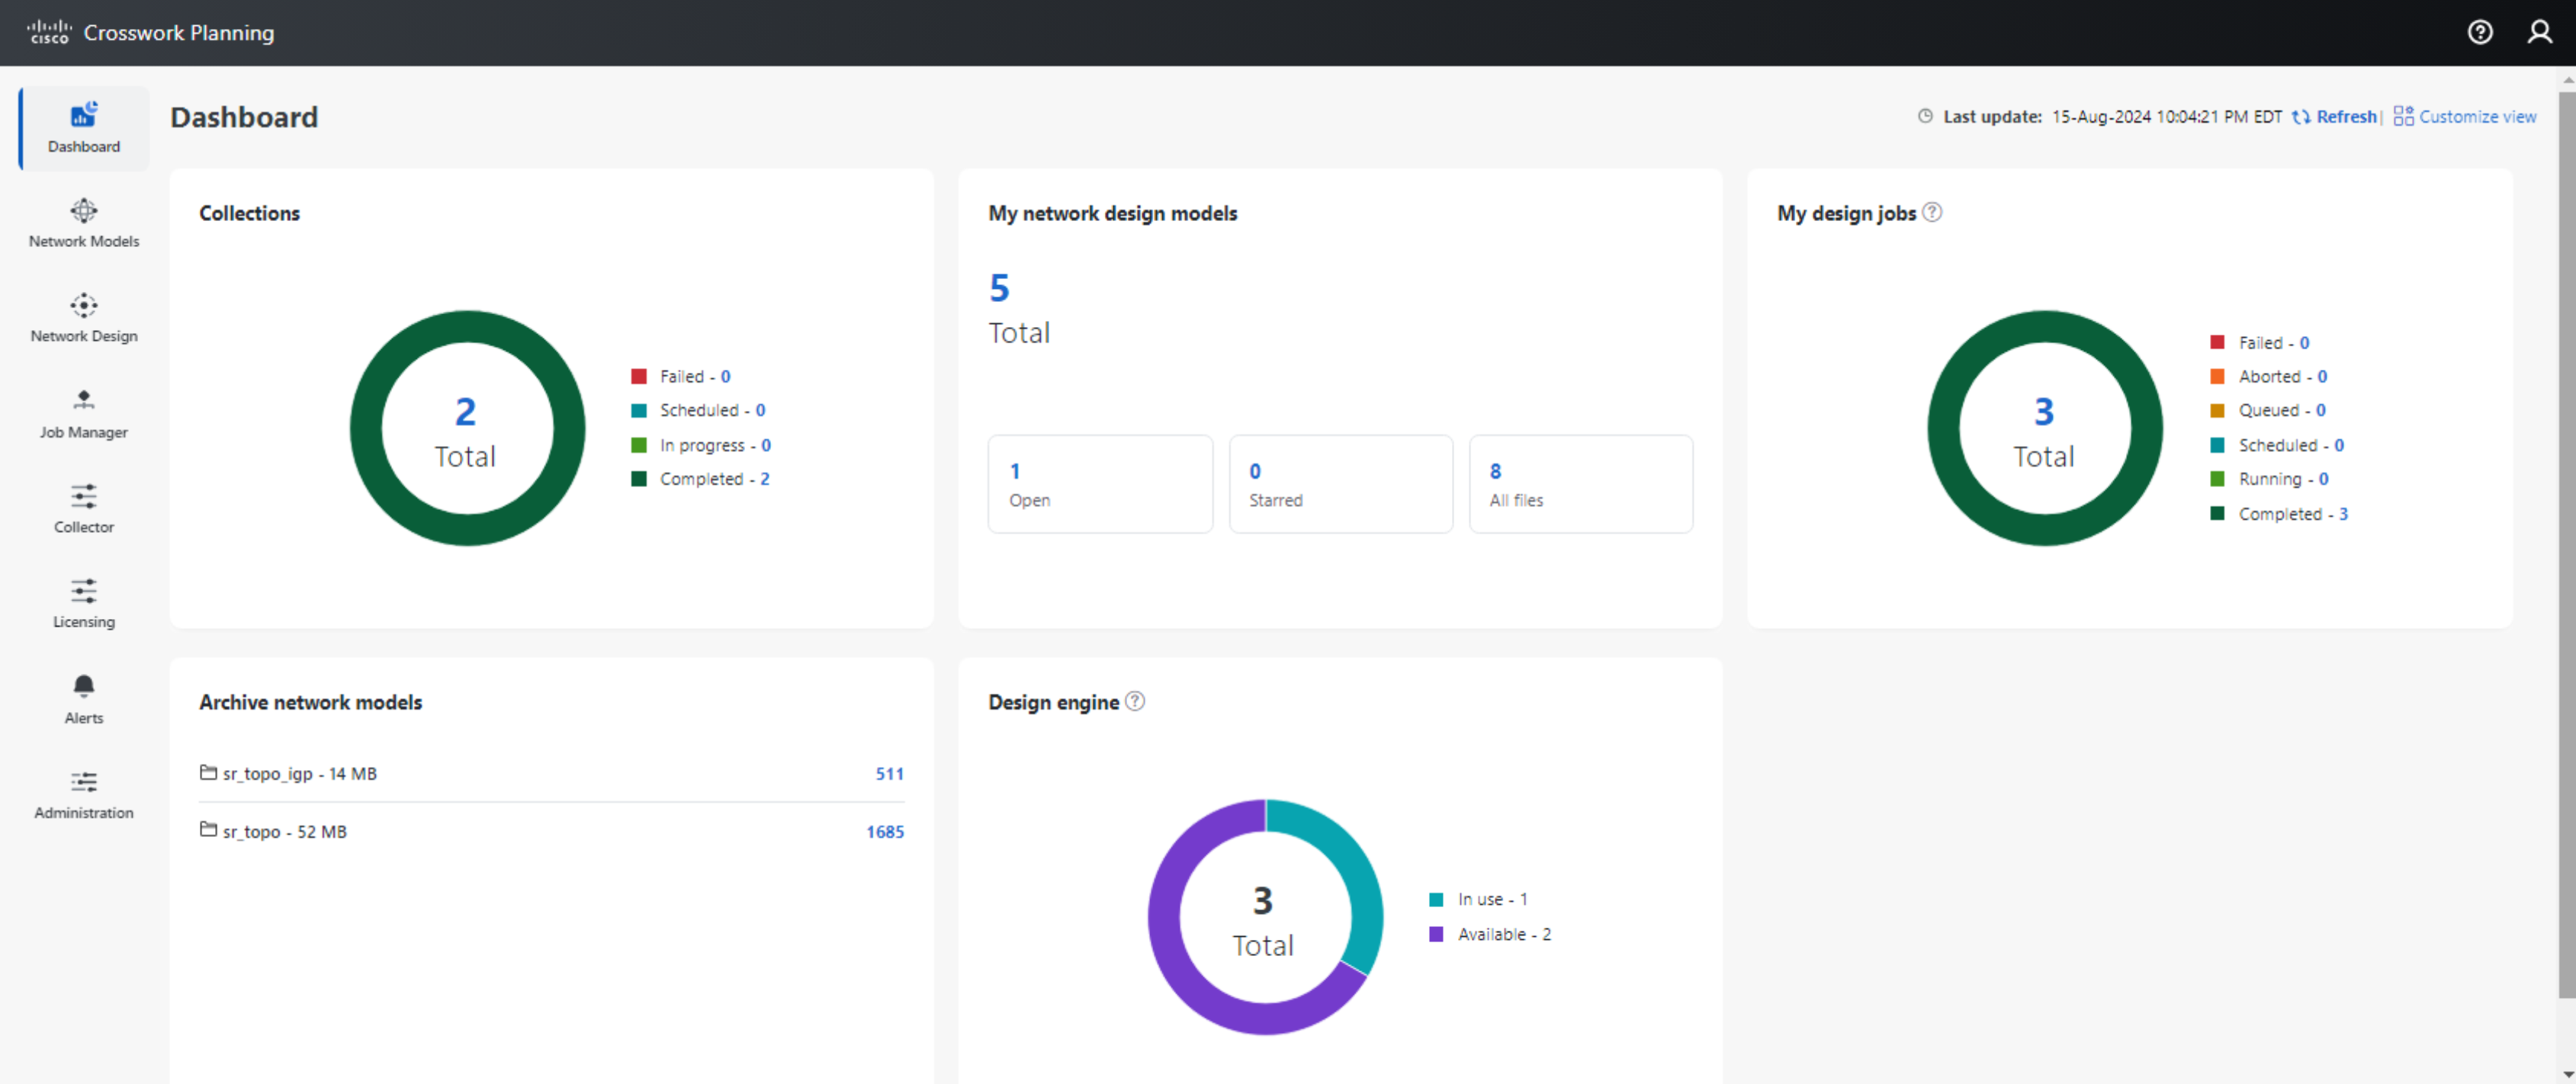 cisco Crosswork Planning
Dashboard
Network Models
Network Design
Job Manager
Collector
Licensing
Alerts
Administration
Dashboard
Last update: 15-Aug-2024 10:04:21 PM EDT Refresh | Customize view
Collections
2
Total
Failed - 0
Scheduled - 0
In progress - 0
Completed - 2
My network design models
5
Total
1
Open
0
Starred
8
All files
My design jobs ?
3
Total
Failed - 0
Aborted - 0
Queued - 0
Scheduled - 0
Running - 0
Completed - 3
Archive network models
sr_topo_igp - 14 MB 511
sr_topo - 52 MB 1685
Design engine ?
3
Total
In use - 1
Available - 2